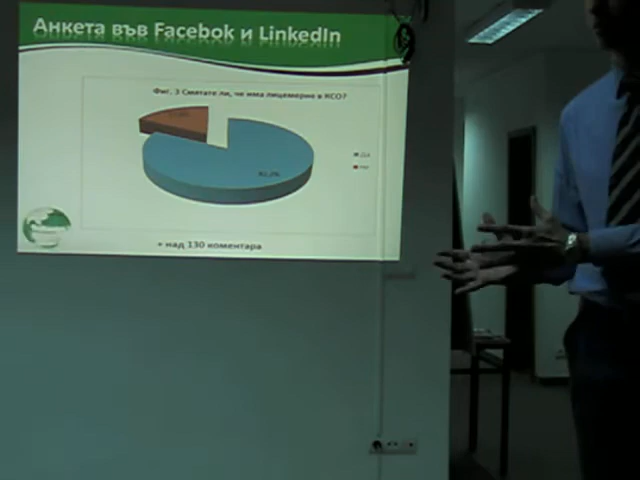 Анкета във Facebok и LinkedIn
Фиг. 3 Смятате ли, че има лицемерие в КСО?
+ над 130 коментара